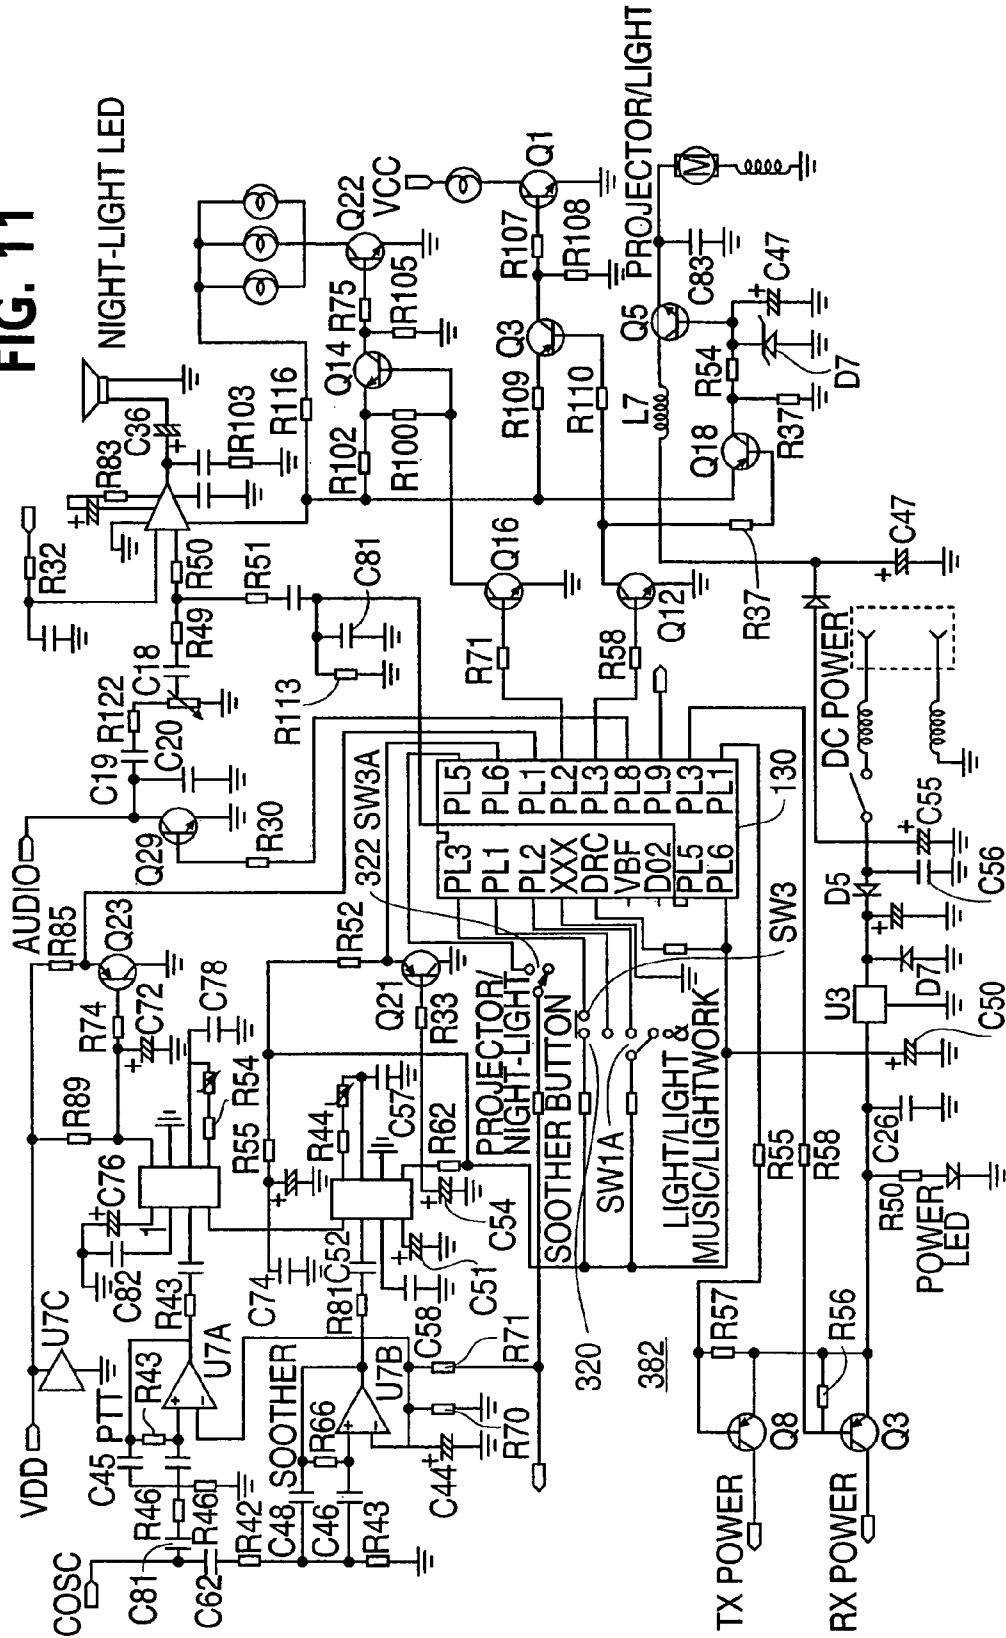 FIG. 11
VDD
COSC
C81
R46
C62
C45
R46
R42
PTT
R43
U7C
U7A
C82
C76
1
R43
R89
R74
C72
R54
C78
Q23
R85
AUDIO
Q29
R30
C19
R122
C20
C18
R49
R50
R32
R51
R113
C81
R83
C36
R103
R116
NIGHT-LIGHT LED
SOOTHER
C48
C46
R43
R66
U7B
C44
R70
R71
C58
R81
C52
C74
R55
R44
C57
C51
C54
R62
R33
Q21
R52
322
SW3A
PROJECTOR/
NIGHT-LIGHT
SOOTHER BUTTON
SW1A
LIGHT/LIGHT &
MUSIC/LIGHTWORK
320
382
SW3
PL3
PL1
PL2
XXX
DRC
VBF
DO2
PL5
PL6
PL5
PL6
PL1
PL2
PL3
PL8
PL9
PL3
PL1
130
R71
Q16
R58
Q12
R37
R102
R100
Q14
R75
R105
Q22
VCC
R109
R110
Q3
R107
R108
Q1
PROJECTOR/LIGHT
M
L7
Q5
C83
Q18
R54
R37
D7
C47
C47
DC POWER
D5
C55
C56
U3
D7
C50
C26
R50
POWER
LED
R55
R58
R57
R56
TX POWER
Q8
RX POWER
Q3